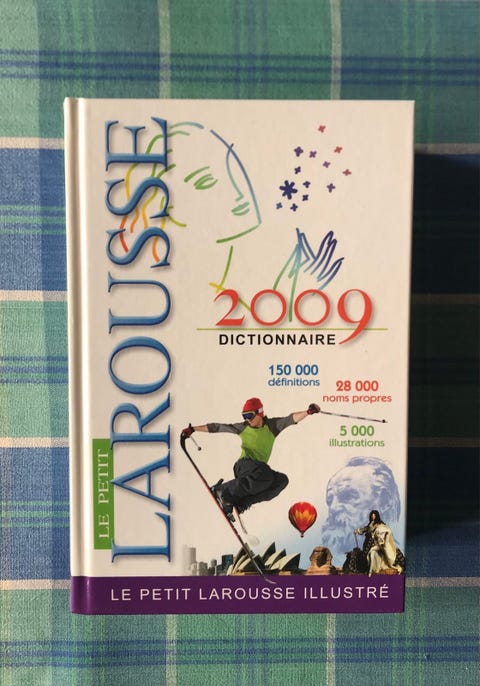 LE PETIT
LAROUSSE
2009
DICTIONNAIRE
150 000
définitions
28 000
noms propres
5 000
illustrations
LE PETIT LAROUSSE ILLUSTRÉ